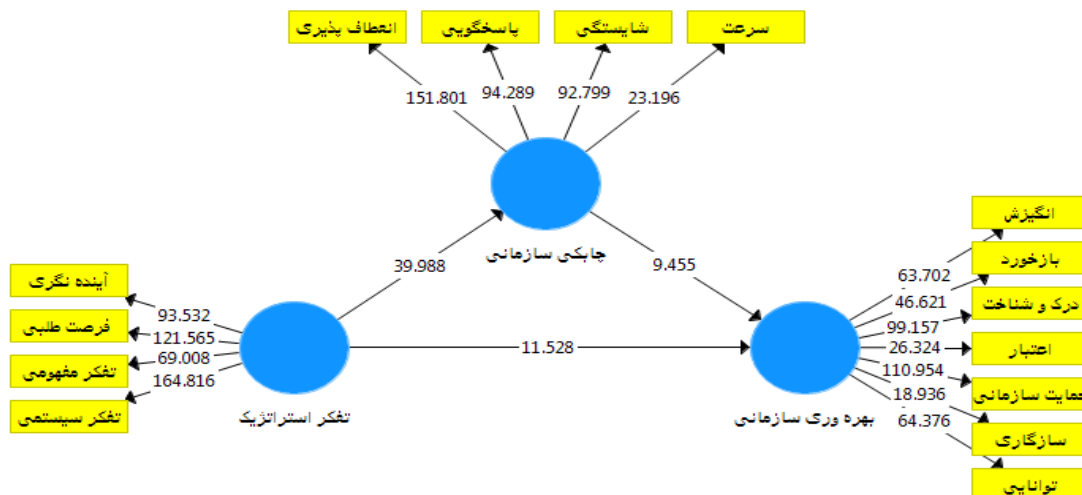 انعطاف پذیری
پاسخگویی
شایستگی
سرعت
151.801
94.289
92.799
23.196
چابکی سازمانی
39.988
9.455
آینده نگری
فرصت طلبی
تفکر مفهومی
تفکر سیستمی
93.532
121.565
69.008
164.816
تفکر استراتژیک
11.528
بهره وری سازمانی
63.702
46.621
99.157
26.324
110.954
18.936
64.376
انگیزش
بازخورد
درک و شناخت
اعتبار
حمایت سازمانی
سازگاری
توانایی